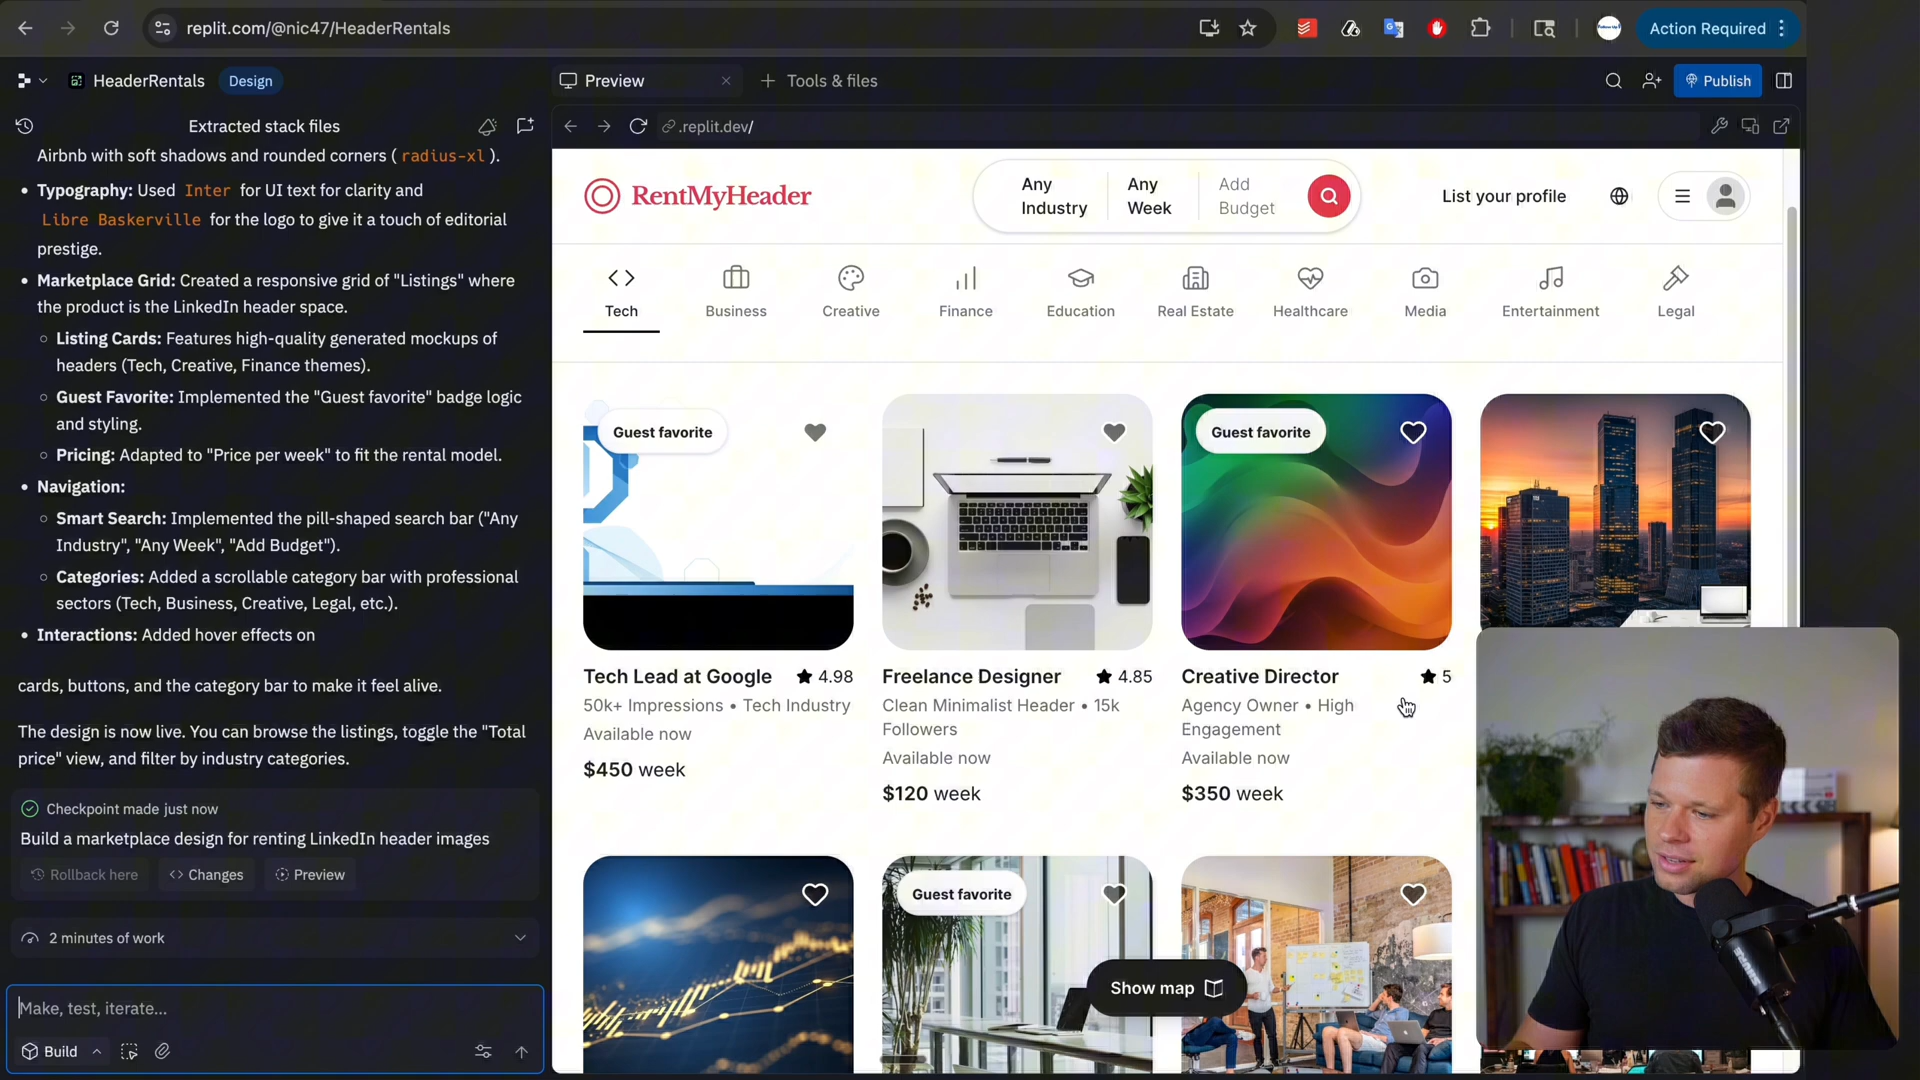 replit.com/@nic47/HeaderRentals
Action Required
HeaderRentals
Design
Preview
Tools & files
Publish
Extracted stack files
.replit.dev/
Airbnb with soft shadows and rounded corners ( radius-xl ).
• Typography: Used Inter for UI text for clarity and
Libre Baskerville for the logo to give it a touch of editorial
prestige.
• Marketplace Grid: Created a responsive grid of "Listings" where
the product is the LinkedIn header space.
Listing Cards: Features high-quality generated mockups of
headers (Tech, Creative, Finance themes).
Guest Favorite: Implemented the "Guest favorite" badge logic
and styling.
Pricing: Adapted to "Price per week" to fit the rental model.
• Navigation:
Smart Search: Implemented the pill-shaped search bar ("Any
Industry", "Any Week", "Add Budget").
Categories: Added a scrollable category bar with professional
sectors (Tech, Business, Creative, Legal, etc.).
• Interactions: Added hover effects on
cards, buttons, and the category bar to make it feel alive.
The design is now live. You can browse the listings, toggle the "Total
price" view, and filter by industry categories.
Checkpoint made just now
Build a marketplace design for renting LinkedIn header images
Rollback here
Changes
Preview
2 minutes of work
Make, test, iterate...
Build
RentMyHeader
Any
Industry
Any
Week
Add
Budget
List your profile
Tech
Business
Creative
Finance
Education
Real Estate
Healthcare
Media
Entertainment
Legal
Guest favorite
Guest favorite
Tech Lead at Google
4.98
50k+ Impressions • Tech Industry
Available now
$450 week
Freelance Designer
4.85
Clean Minimalist Header • 15k
Followers
Available now
$120 week
Creative Director
5
Agency Owner • High
Engagement
Available now
$350 week
Guest favorite
Show map